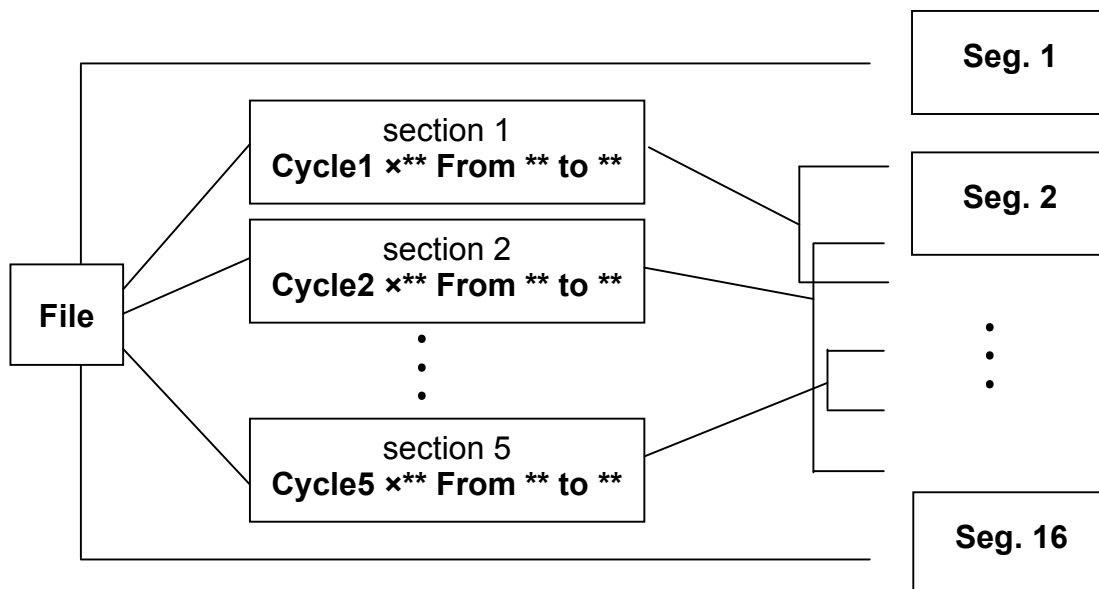 Seg. 1
section 1
Cycle1 ×** From ** to **
Seg. 2
section 2
Cycle2 ×** From ** to **
File
section 5
Cycle5 ×** From ** to **
Seg. 16